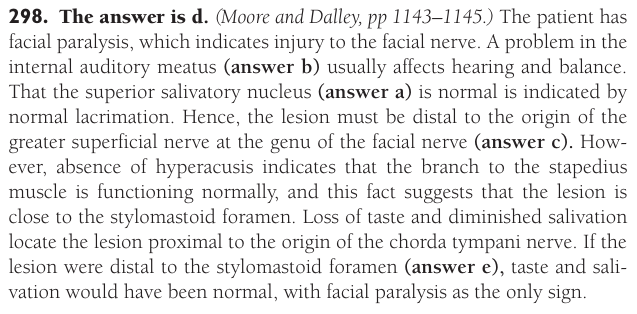 298. The answer is d. (Moore and Dalley, pp 1143–1145.) The patient has
facial paralysis, which indicates injury to the facial nerve. A problem in the
internal auditory meatus (answer b) usually affects hearing and balance.
That the superior salivatory nucleus (answer a) is normal is indicated by
normal lacrimation. Hence, the lesion must be distal to the origin of the
greater superficial nerve at the genu of the facial nerve (answer c). How-
ever, absence of hyperacusis indicates that the branch to the stapedius
muscle is functioning normally, and this fact suggests that the lesion is
close to the stylomastoid foramen. Loss of taste and diminished salivation
locate the lesion proximal to the origin of the chorda tympani nerve. If the
lesion were distal to the stylomastoid foramen (answer e), taste and sali-
vation would have been normal, with facial paralysis as the only sign.